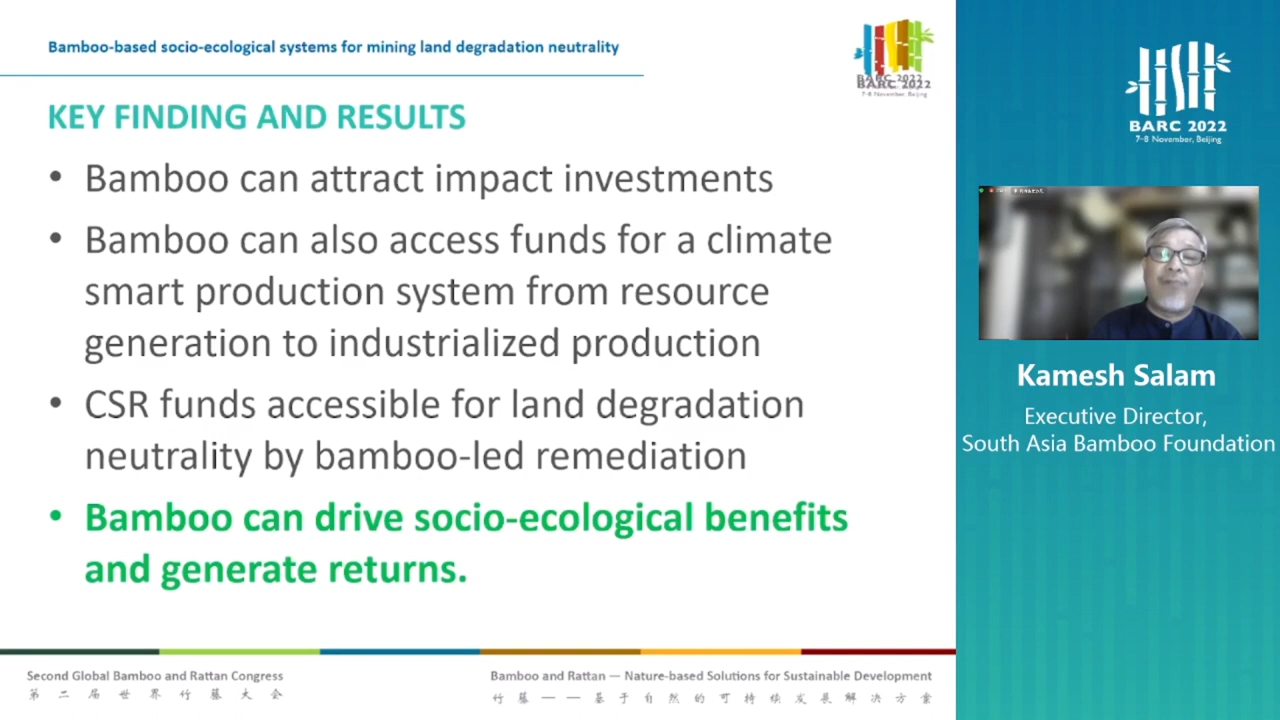 Bamboo-based socio-ecological systems for mining land degradation neutrality
BARC 2022
7-8 November, Beijing
KEY FINDING AND RESULTS
• Bamboo can attract impact investments
• Bamboo can also access funds for a climate
smart production system from resource
generation to industrialized production
• CSR funds accessible for land degradation
neutrality by bamboo-led remediation
• Bamboo can drive socio-ecological benefits
and generate returns.
Second Global Bamboo and Rattan Congress
第二届世界竹藤大会
Bamboo and Rattan — Nature-based Solutions for Sustainable Development
竹藤——基于自然的可持续发展解决方案
BARC 2022
7-8 November, Beijing
Kamesh Salam
Executive Director,
South Asia Bamboo Foundation